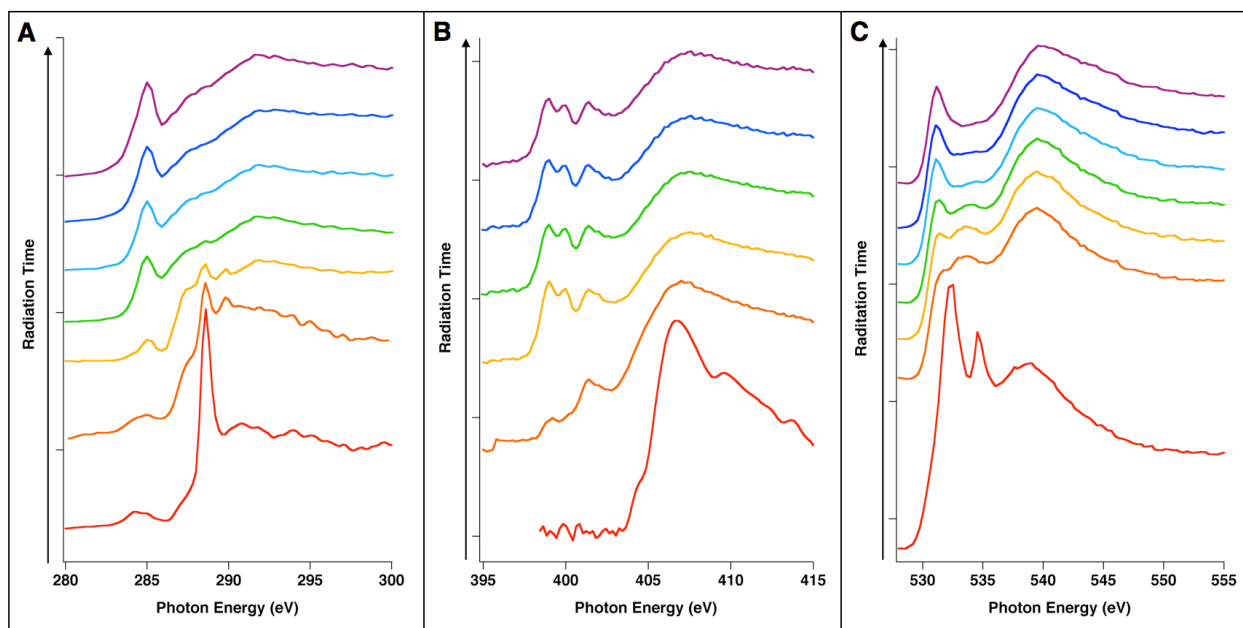 A
Radiation Time
280 285 290 295 300
Photon Energy (eV)
B
Radiation Time
395 400 405 410 415
Photon Energy (eV)
C
Raditation Time
530 535 540 545 550 555
Photon Energy (eV)